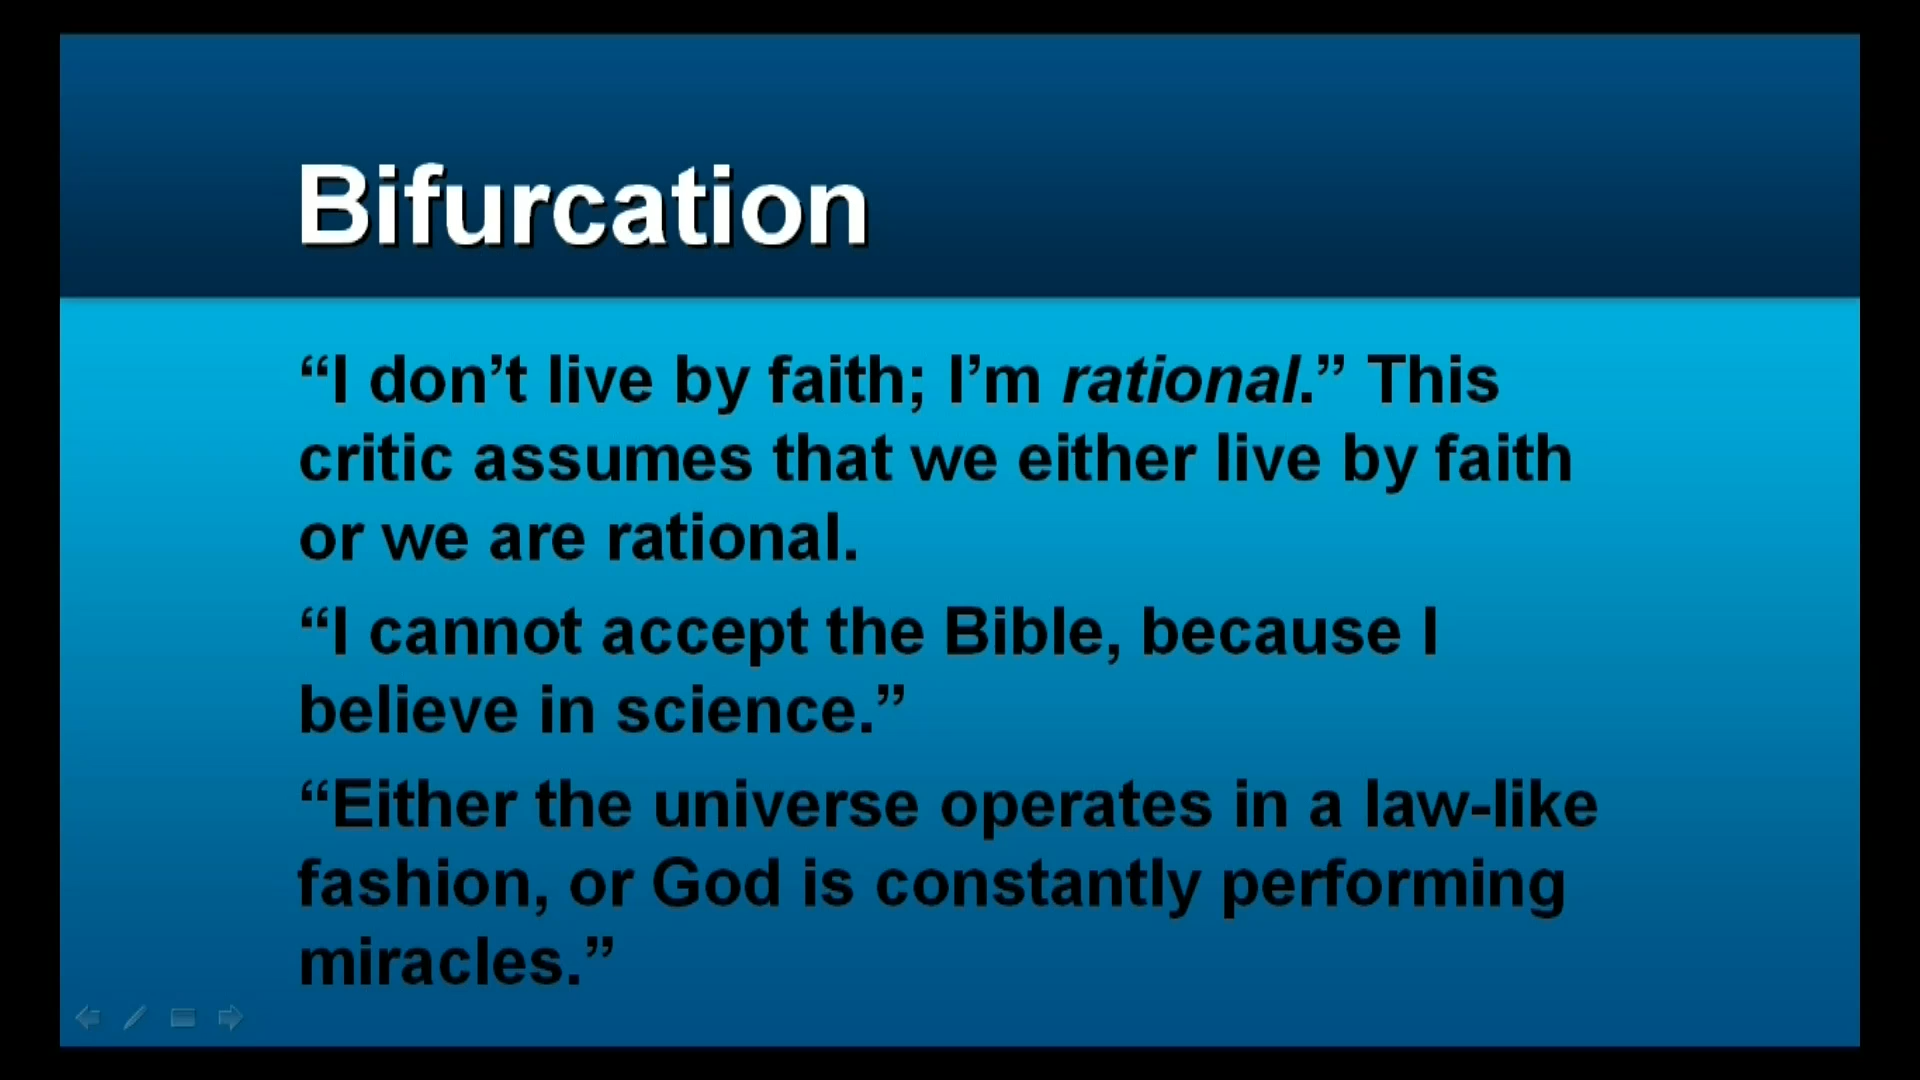 Bifurcation
“I don’t live by faith; I’m rational.” This
critic assumes that we either live by faith
or we are rational.
“I cannot accept the Bible, because I
believe in science.”
“Either the universe operates in a law-like
fashion, or God is constantly performing
miracles.”